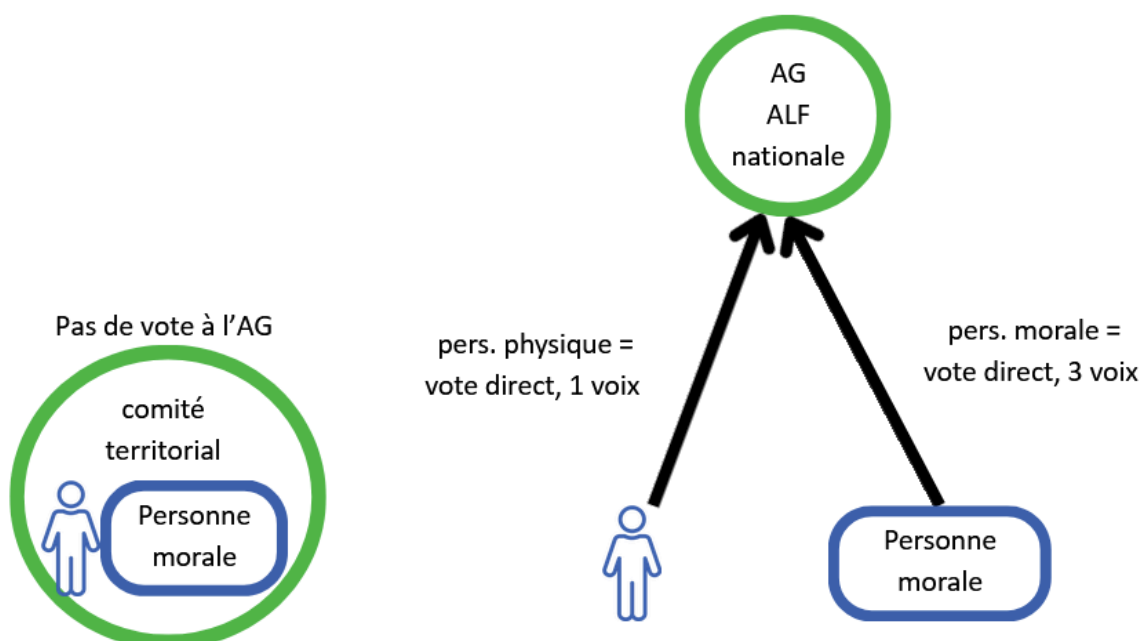 AG
ALF
nationale
Pas de vote à l’AG
comité
territorial
Personne
morale
pers. physique =
vote direct, 1 voix
pers. morale =
vote direct, 3 voix
Personne
morale